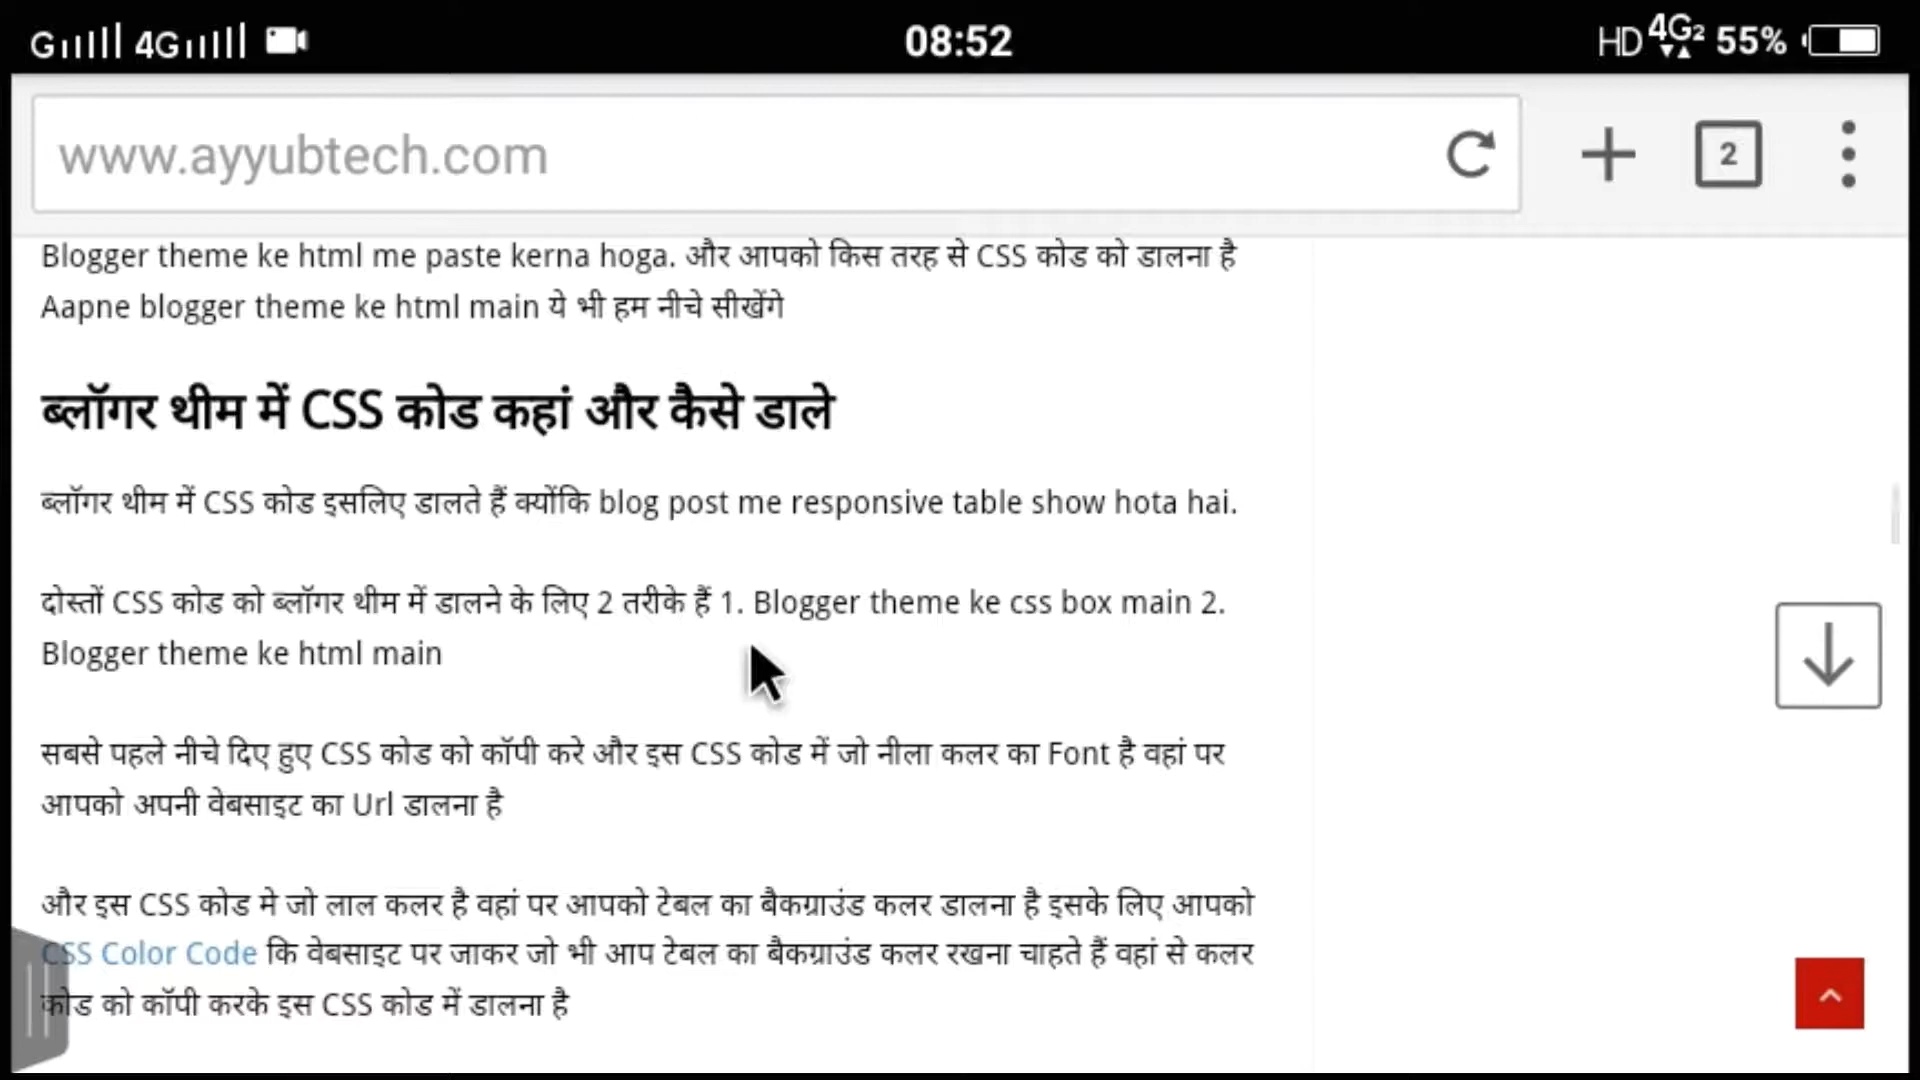 G 4G 08:52 HD 4G2 55%
www.ayyubtech.com 2
Blogger theme ke html me paste kerna hoga. और आपको किस तरह से CSS कोड को डालना है
Aapne blogger theme ke html main ये भी हम नीचे सीखेंगे
ब्लॉगर थीम में CSS कोड कहां और कैसे डाले
ब्लॉगर थीम में CSS कोड इसलिए डालते हैं क्योंकि blog post me responsive table show hota hai.
दोस्तों CSS कोड को ब्लॉगर थीम में डालने के लिए 2 तरीके हैं 1. Blogger theme ke css box main 2.
Blogger theme ke html main
सबसे पहले नीचे दिए हुए CSS कोड को कॉपी करे और इस CSS कोड में जो नीला कलर का Font है वहां पर
आपको अपनी वेबसाइट का Url डालना है
और इस CSS कोड मे जो लाल कलर है वहां पर आपको टेबल का बैकग्राउंड कलर डालना है इसके लिए आपको
CSS Color Code कि वेबसाइट पर जाकर जो भी आप टेबल का बैकग्राउंड कलर रखना चाहते हैं वहां से कलर
कोड को कॉपी करके इस CSS कोड में डालना है